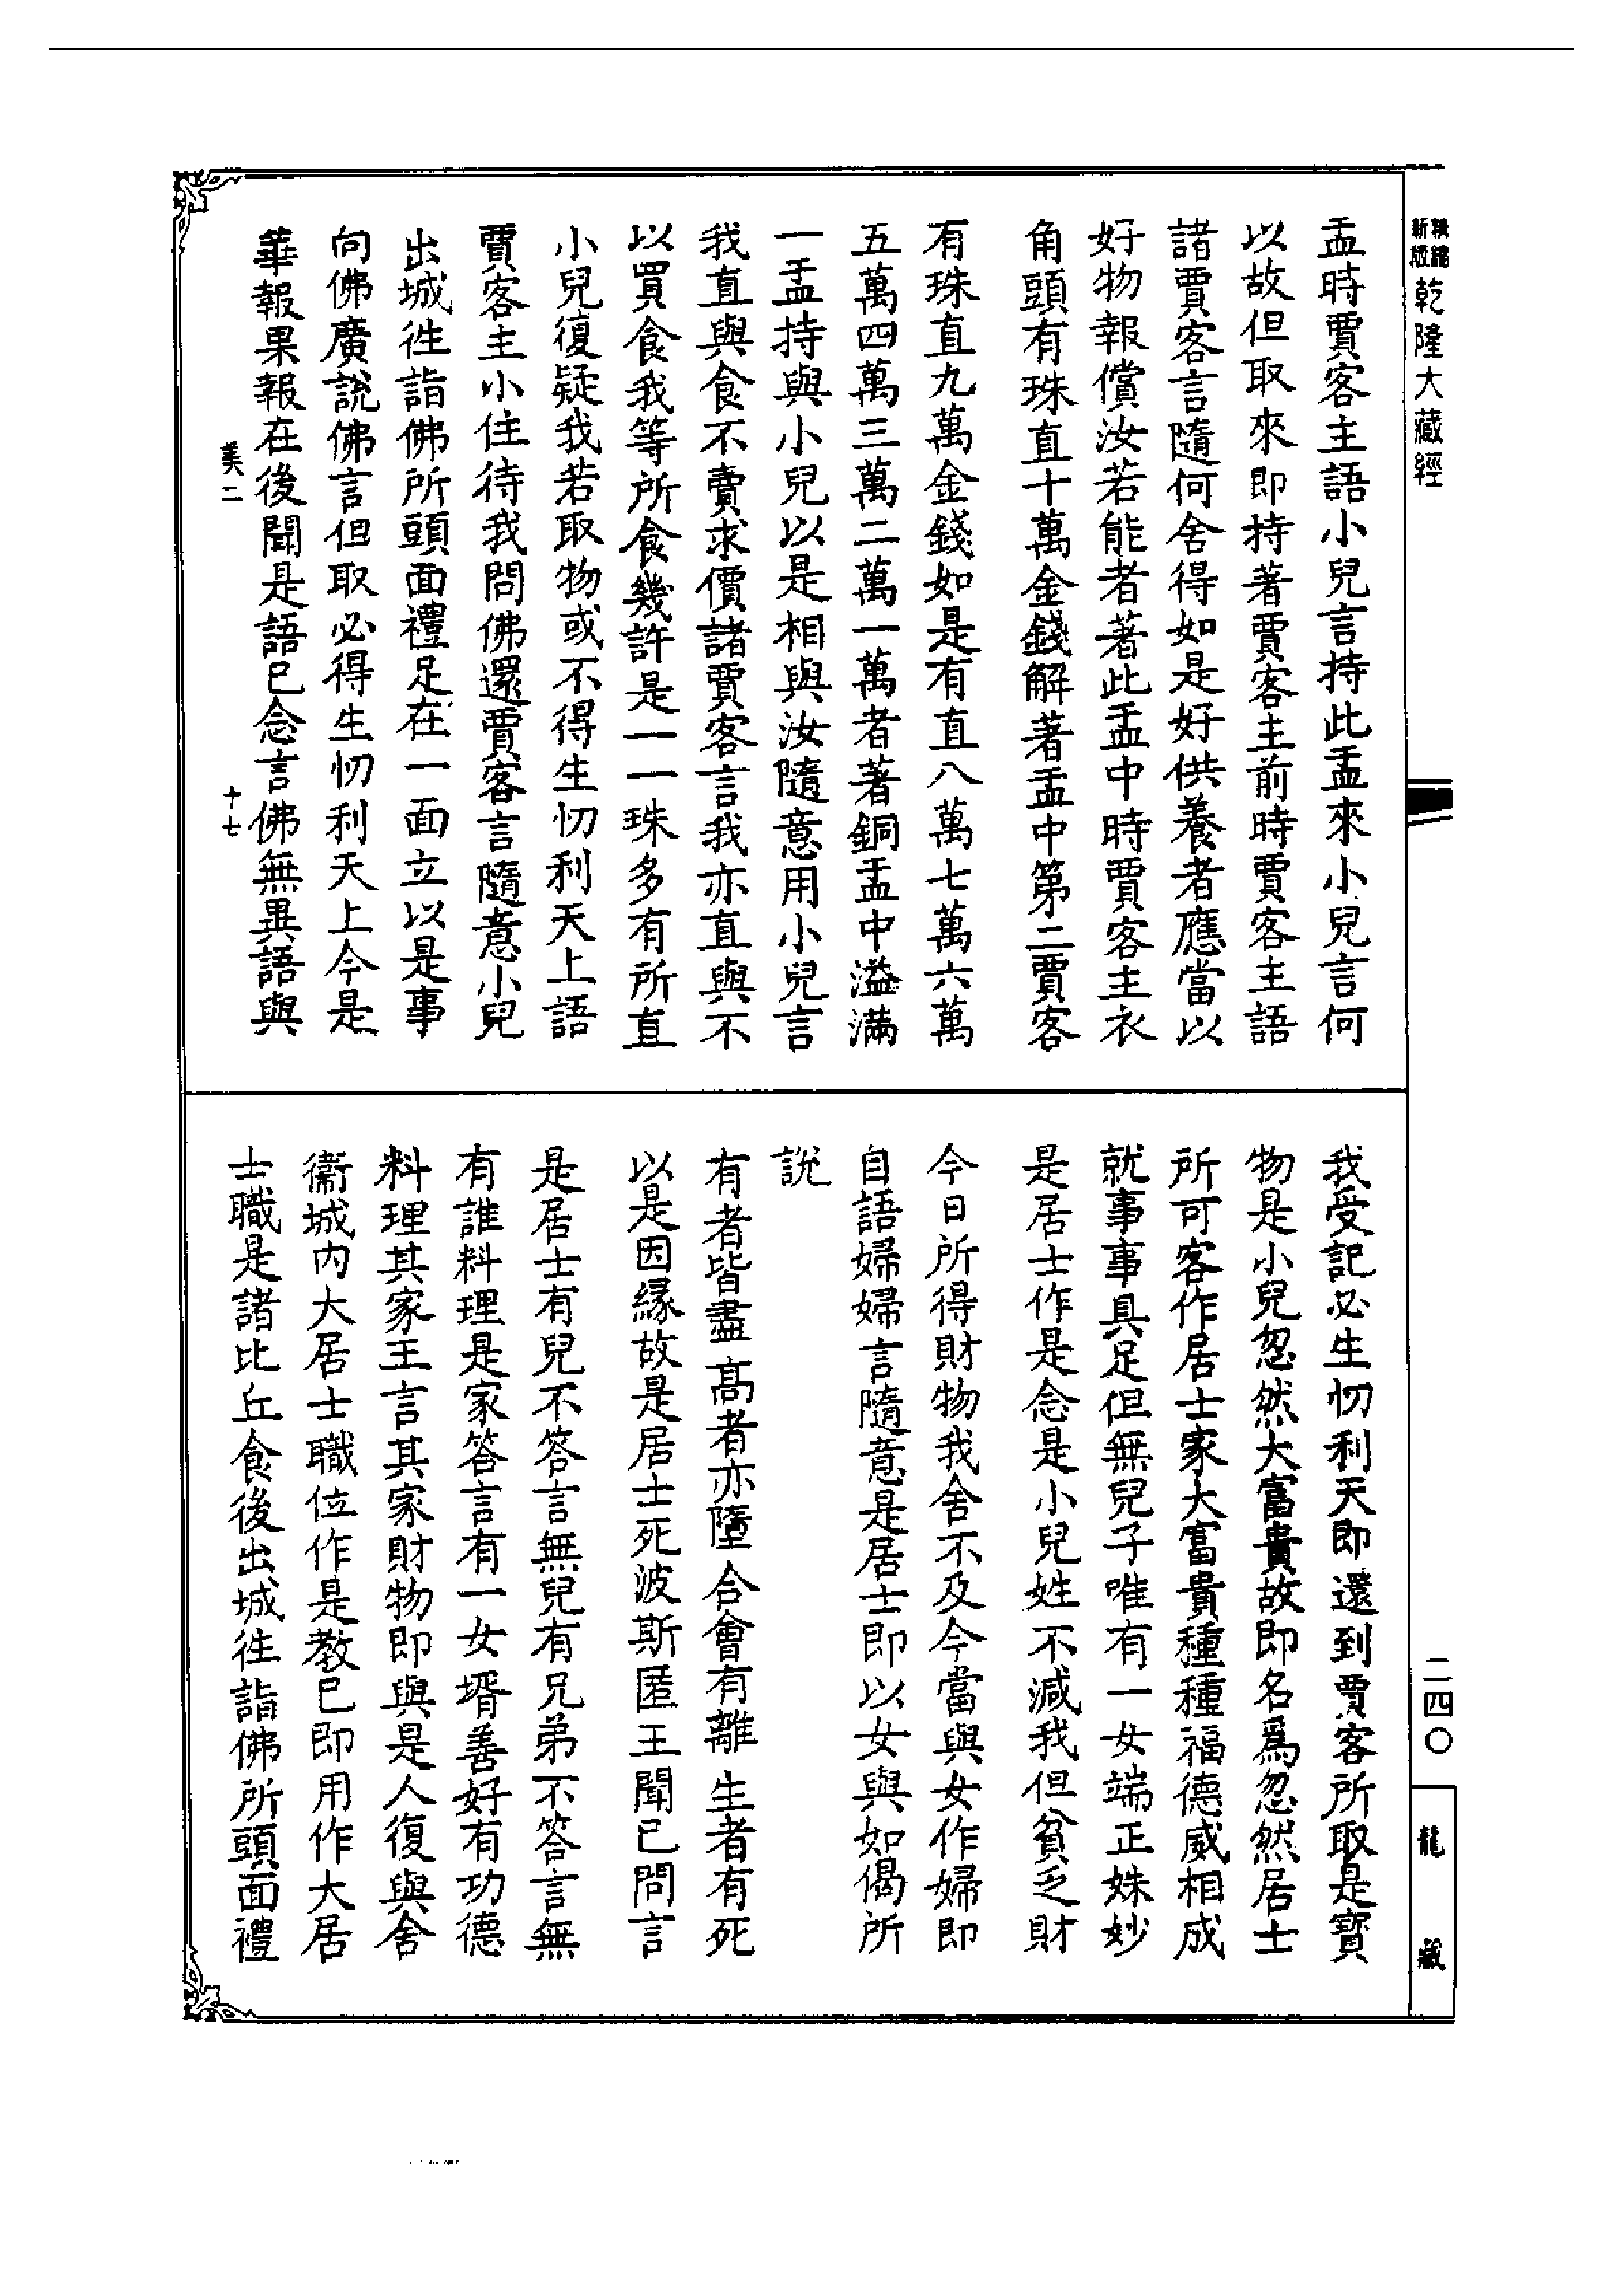 新版
精縮
乾隆大藏經
盂時賈客主語小兒言持此盂來小兒言何
以故但取來即持著賈客主前時賈客主語
諸賈客言隨何舍得如是好供養者應當以
好物報償汝若能者著此盂中時賈客主衣
角頭有珠直十萬金錢解著盂中第二賈客
有珠直九萬金錢如是有直八萬七萬六萬
五萬四萬三萬二萬一萬者著銅盂中溢滿
一盂持與小兒以是相與汝隨意用小兒言
我直與食不賣求價諸賈客言我亦直與不
以買食我等所食幾許是一一珠多有所直
小兒復疑我若取物或不得生忉利天上語
賈客主小住待我問佛還賈客言隨意小兒
出城徃詣佛所頭面禮足在一面立以是事
向佛廣說佛言但取必得生忉利天上今是
華報果報在後聞是語已念言佛無異語與
美二 十七
我受記必生忉利天即還到賈客所取是寶
物是小兒忽然大富貴故即名爲忽然居士
所可客作居士家大富貴種種福德威相成
就事事具足但無兒子唯有一女端正姝妙
是居士作是念是小兒姓不減我但貧乏財
今日所得財物我舍不及今當與女作婦即
自語婦婦言隨意是居士即以女與如偈所
說
有者皆盡 高者亦墮 合會有離 生者有死
以是因緣故是居士死波斯匿王聞已問言
是居士有兒不答言無兒有兄弟不答言無
有誰料理是家答言有一女壻善好有功德
料理其家王言其家財物即與是人復與舍
衞城內大居士職位作是教已即用作大居
士職是諸比丘食後出城徃詣佛所頭面禮
二四〇
龍藏